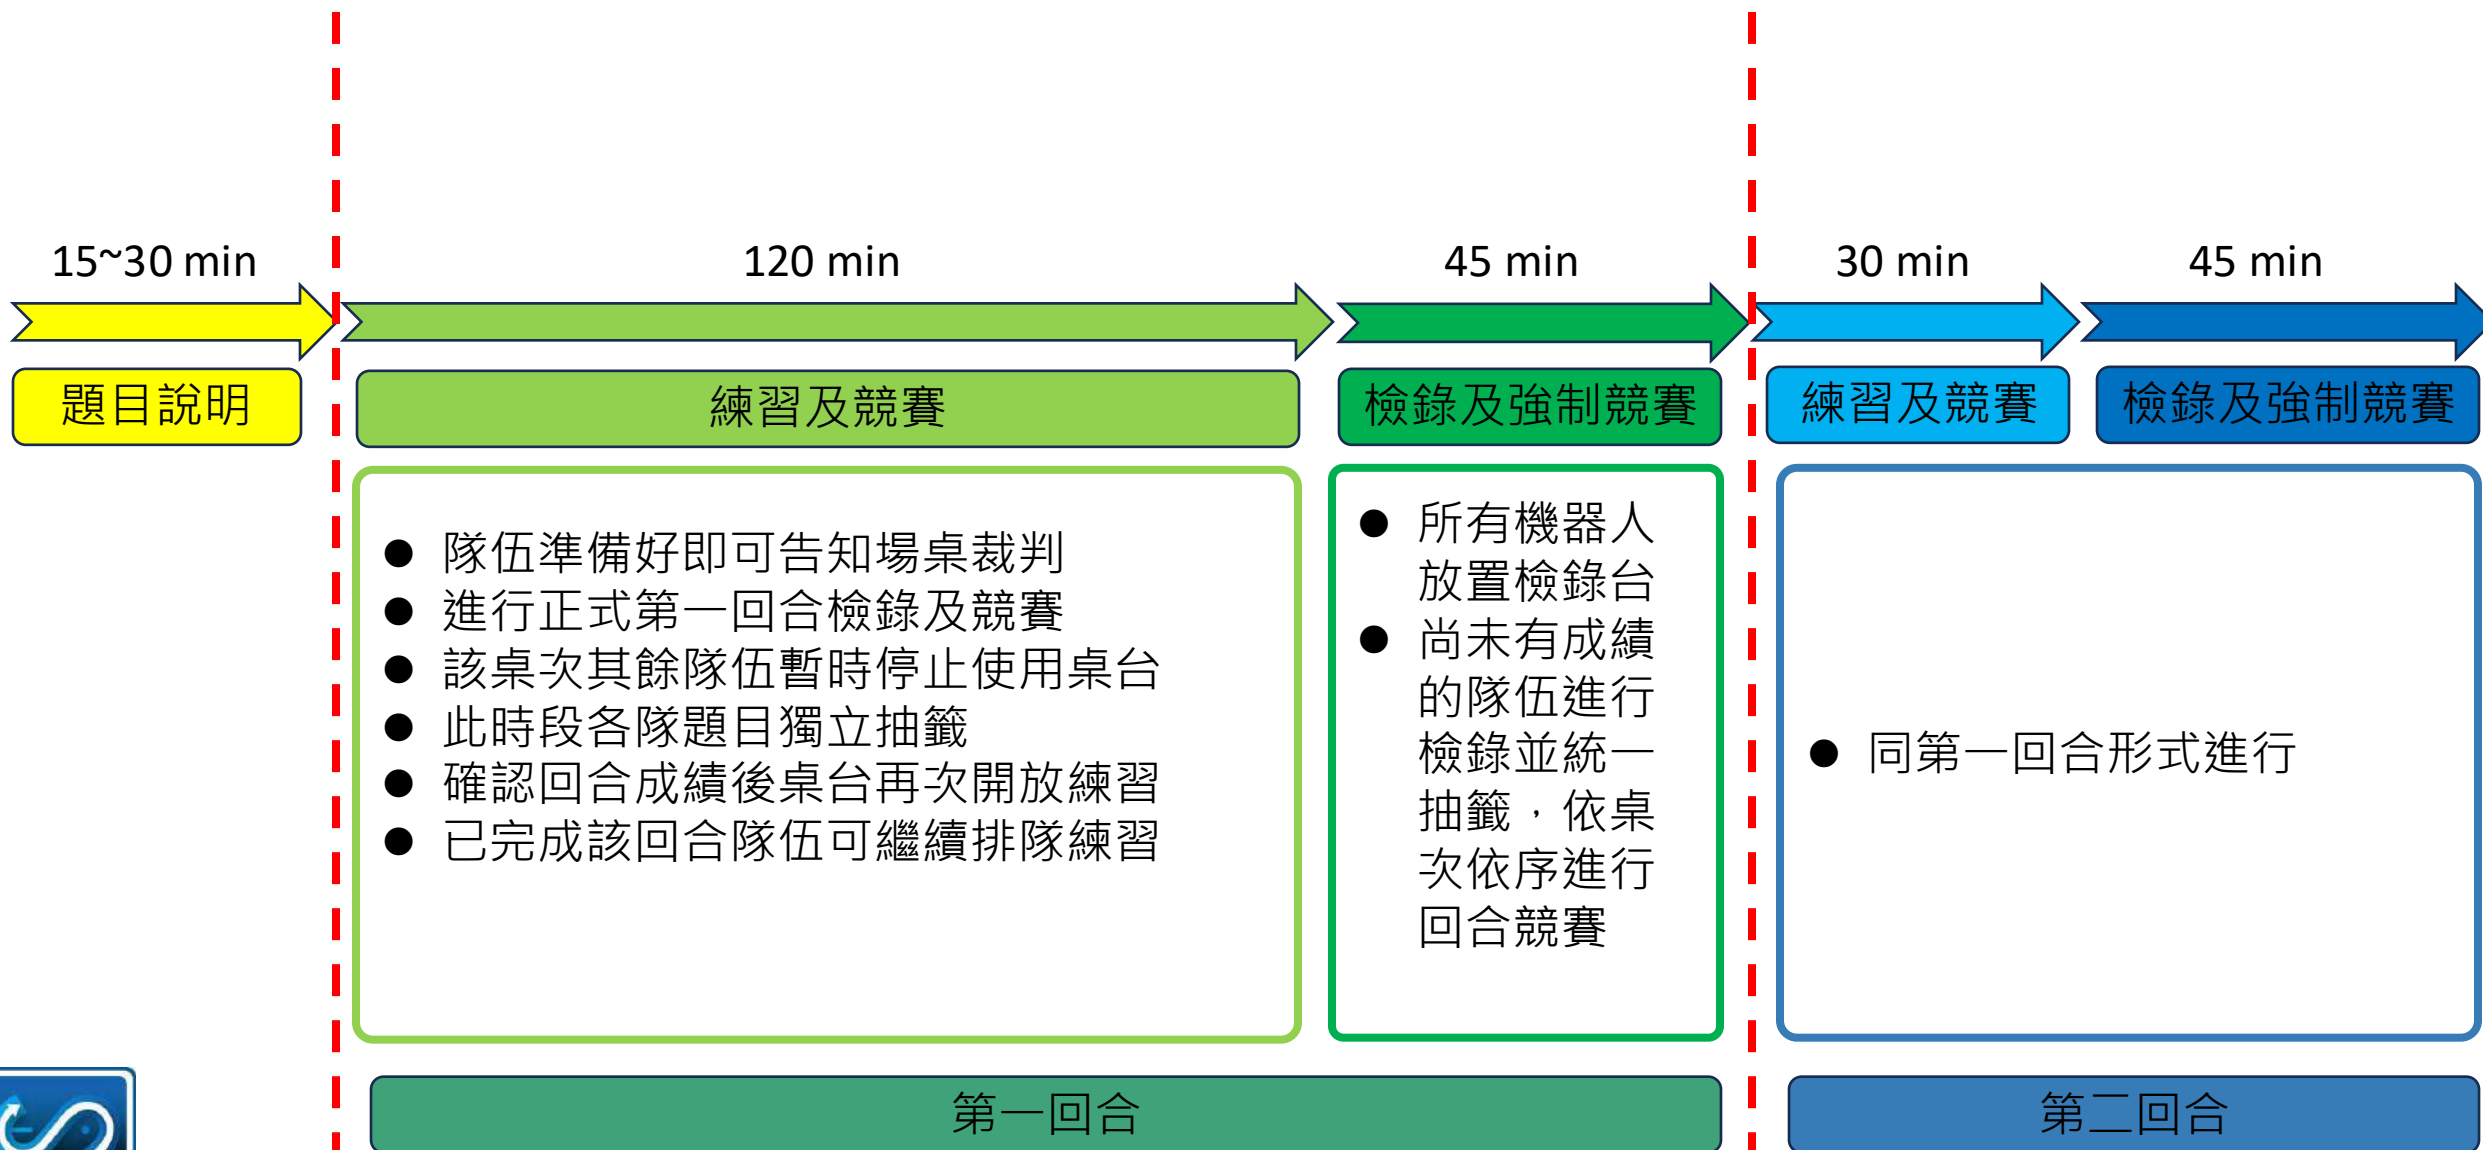 15~30 min
120 min
45 min
30 min
45 min
題目說明
練習及競賽
檢錄及強制競賽
練習及競賽
檢錄及強制競賽
● 隊伍準備好即可告知場桌裁判
● 進行正式第一回合檢錄及競賽
● 該桌次其餘隊伍暫時停止使用桌台
● 此時段各隊題目獨立抽籤
● 確認回合成績後桌台再次開放練習
● 已完成該回合隊伍可繼續排隊練習
● 所有機器人
放置檢錄台
● 尚未有成績
的隊伍進行
檢錄並統一
抽籤，依桌
次依序進行
回合競賽
● 同第一回合形式進行
第一回合
第二回合